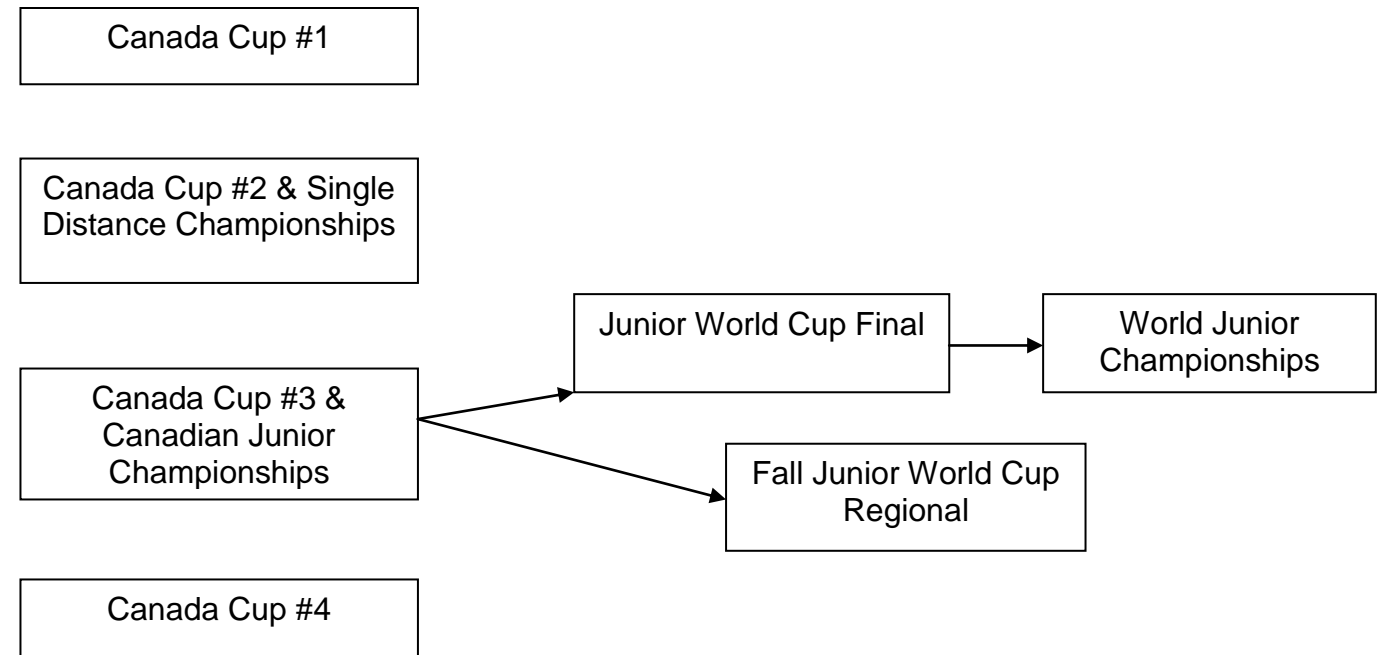 Canada Cup #1
Canada Cup #2 & Single
Distance Championships
Junior World Cup Final
World Junior
Championships
Canada Cup #3 &
Canadian Junior
Championships
Fall Junior World Cup
Regional
Canada Cup #4